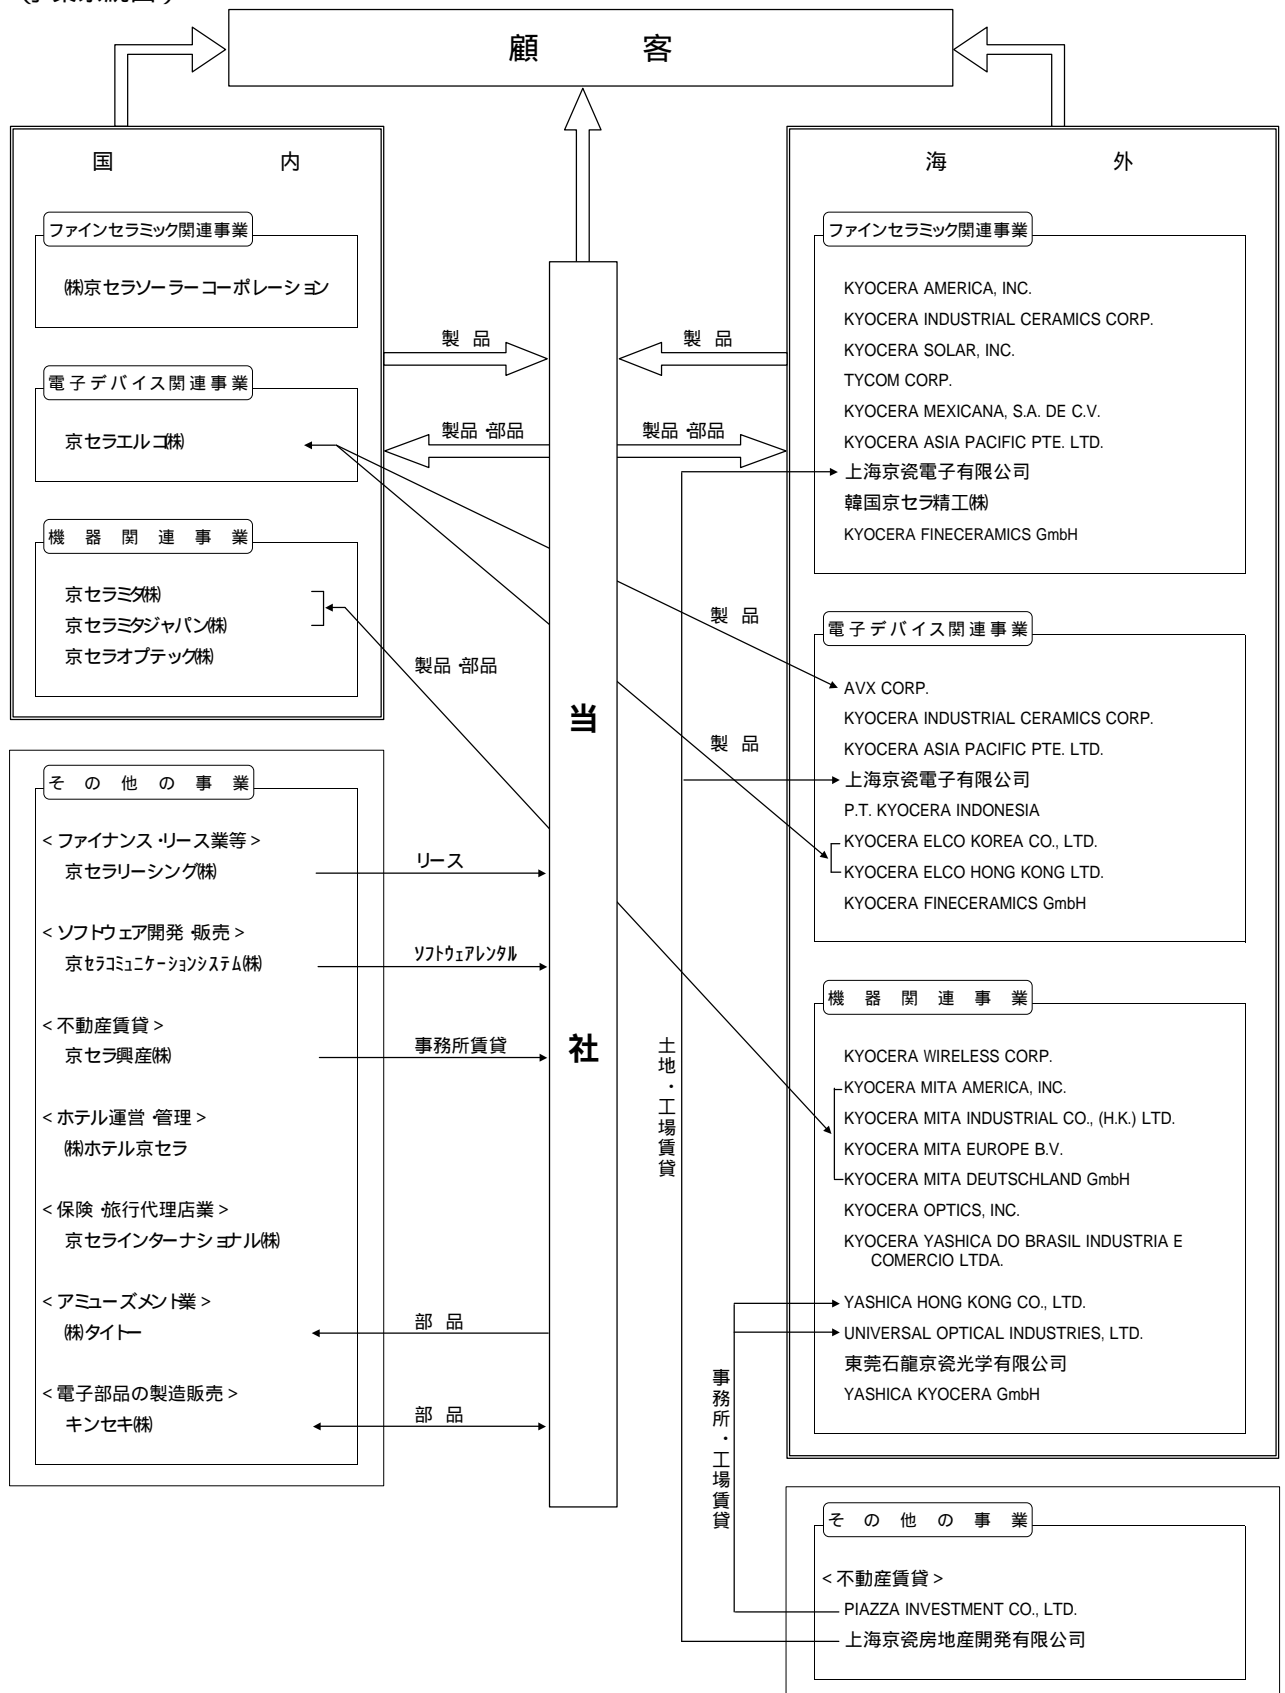 顧 客
国 内
ファインセラミック関連事業
㈱京セラソーラーコーポレーション
電子デバイス関連事業
京セラエルコ㈱
機器関連事業
京セラミタ㈱
京セラミタジャパン㈱
京セラオプテック㈱
その他の事業
<ファイナンス・リース業等>
京セラリーシング㈱
<ソフトウェア開発・販売>
京セラコミュニケーションシステム㈱
<不動産賃貸>
京セラ興産㈱
<ホテル運営・管理>
㈱ホテル京セラ
<保険・旅行代理店業>
京セラインターナショナル㈱
<アミューズメント業>
㈱タイトー
<電子部品の製造販売>
キンセキ㈱
製品
製品・部品
製品・部品
リース
ソフトウェアレンタル
事務所賃貸
部品
部品
当社
製品
製品・部品
製品
製品
土地・工場賃貸
事務所・工場賃貸
海 外
ファインセラミック関連事業
KYOCERA AMERICA, INC.
KYOCERA INDUSTRIAL CERAMICS CORP.
KYOCERA SOLAR, INC.
TYCOM CORP.
KYOCERA MEXICANA, S.A. DE C.V.
KYOCERA ASIA PACIFIC PTE. LTD.
上海京瓷電子有限公司
韓国京セラ精工㈱
KYOCERA FINECERAMICS GmbH
電子デバイス関連事業
AVX CORP.
KYOCERA INDUSTRIAL CERAMICS CORP.
KYOCERA ASIA PACIFIC PTE. LTD.
上海京瓷電子有限公司
P.T. KYOCERA INDONESIA
KYOCERA ELCO KOREA CO., LTD.
KYOCERA ELCO HONG KONG LTD.
KYOCERA FINECERAMICS GmbH
機器関連事業
KYOCERA WIRELESS CORP.
KYOCERA MITA AMERICA, INC.
KYOCERA MITA INDUSTRIAL CO., (H.K.) LTD.
KYOCERA MITA EUROPE B.V.
KYOCERA MITA DEUTSCHLAND GmbH
KYOCERA OPTICS, INC.
KYOCERA YASHICA DO BRASIL INDUSTRIA E
COMERCIO LTDA.
YASHICA HONG KONG CO., LTD.
UNIVERSAL OPTICAL INDUSTRIES, LTD.
東莞石龍京瓷光学有限公司
YASHICA KYOCERA GmbH
その他の事業
<不動産賃貸>
PIAZZA INVESTMENT CO., LTD.
上海京瓷房地産開発有限公司